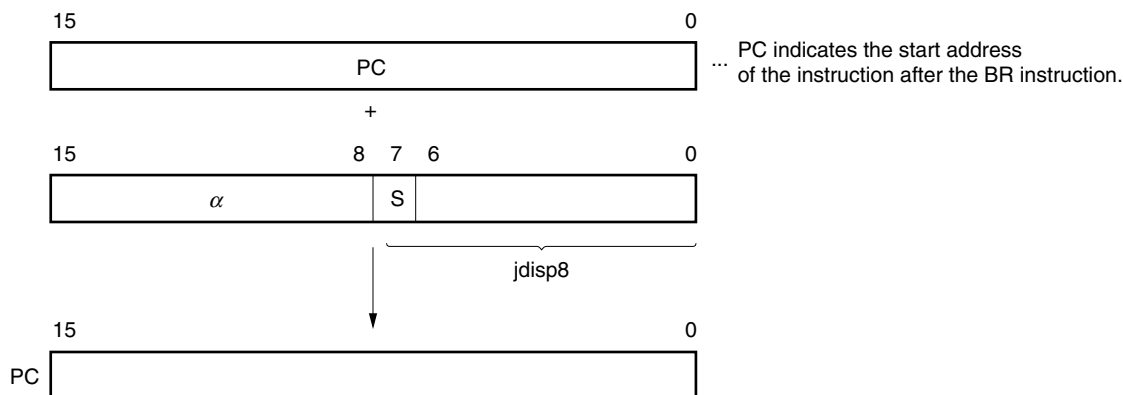 15 0
PC
... PC indicates the start address
of the instruction after the BR instruction.
+
15 8 7 6 0
α S
jdisp8
15 0
PC